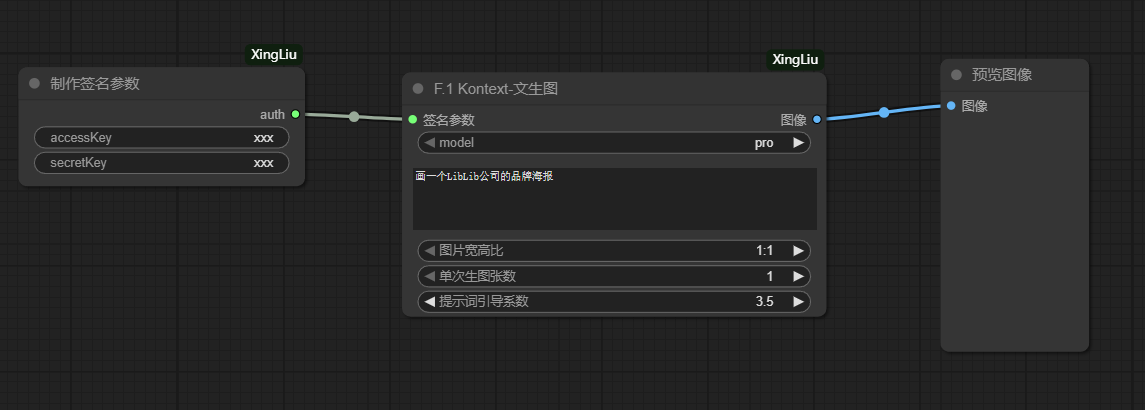 XingLiu
制作签名参数
auth
accessKey xxx
secretKey xxx
XingLiu
F.1 Kontext-文生图
签名参数 图像
model pro
画一个LibLib公司的品牌海报
图片宽高比 1:1
单次生图张数 1
提示词引导系数 3.5
预览图像
图像